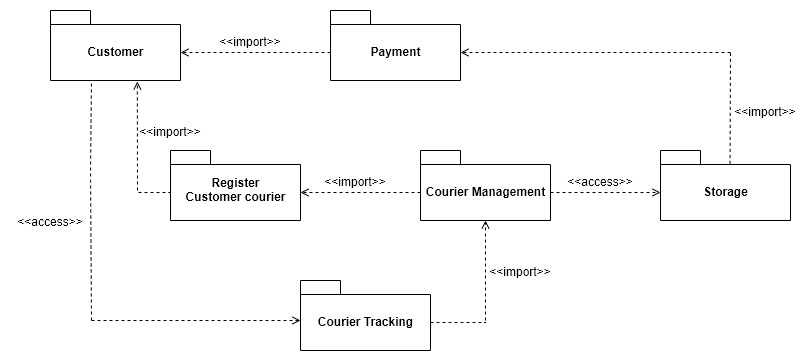 <<import>>
Customer
Payment
<<import>>
<<import>>
Register
Customer courier
<<import>>
Courier Management
<<access>>
Storage
<<access>>
<<import>>
Courier Tracking